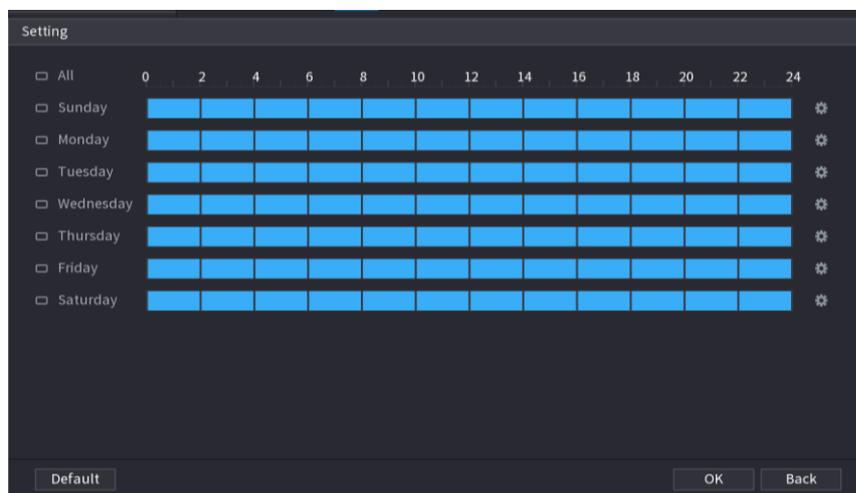 Setting
All 0 2 4 6 8 10 12 14 16 18 20 22 24
Sunday
Monday
Tuesday
Wednesday
Thursday
Friday
Saturday
Default OK Back